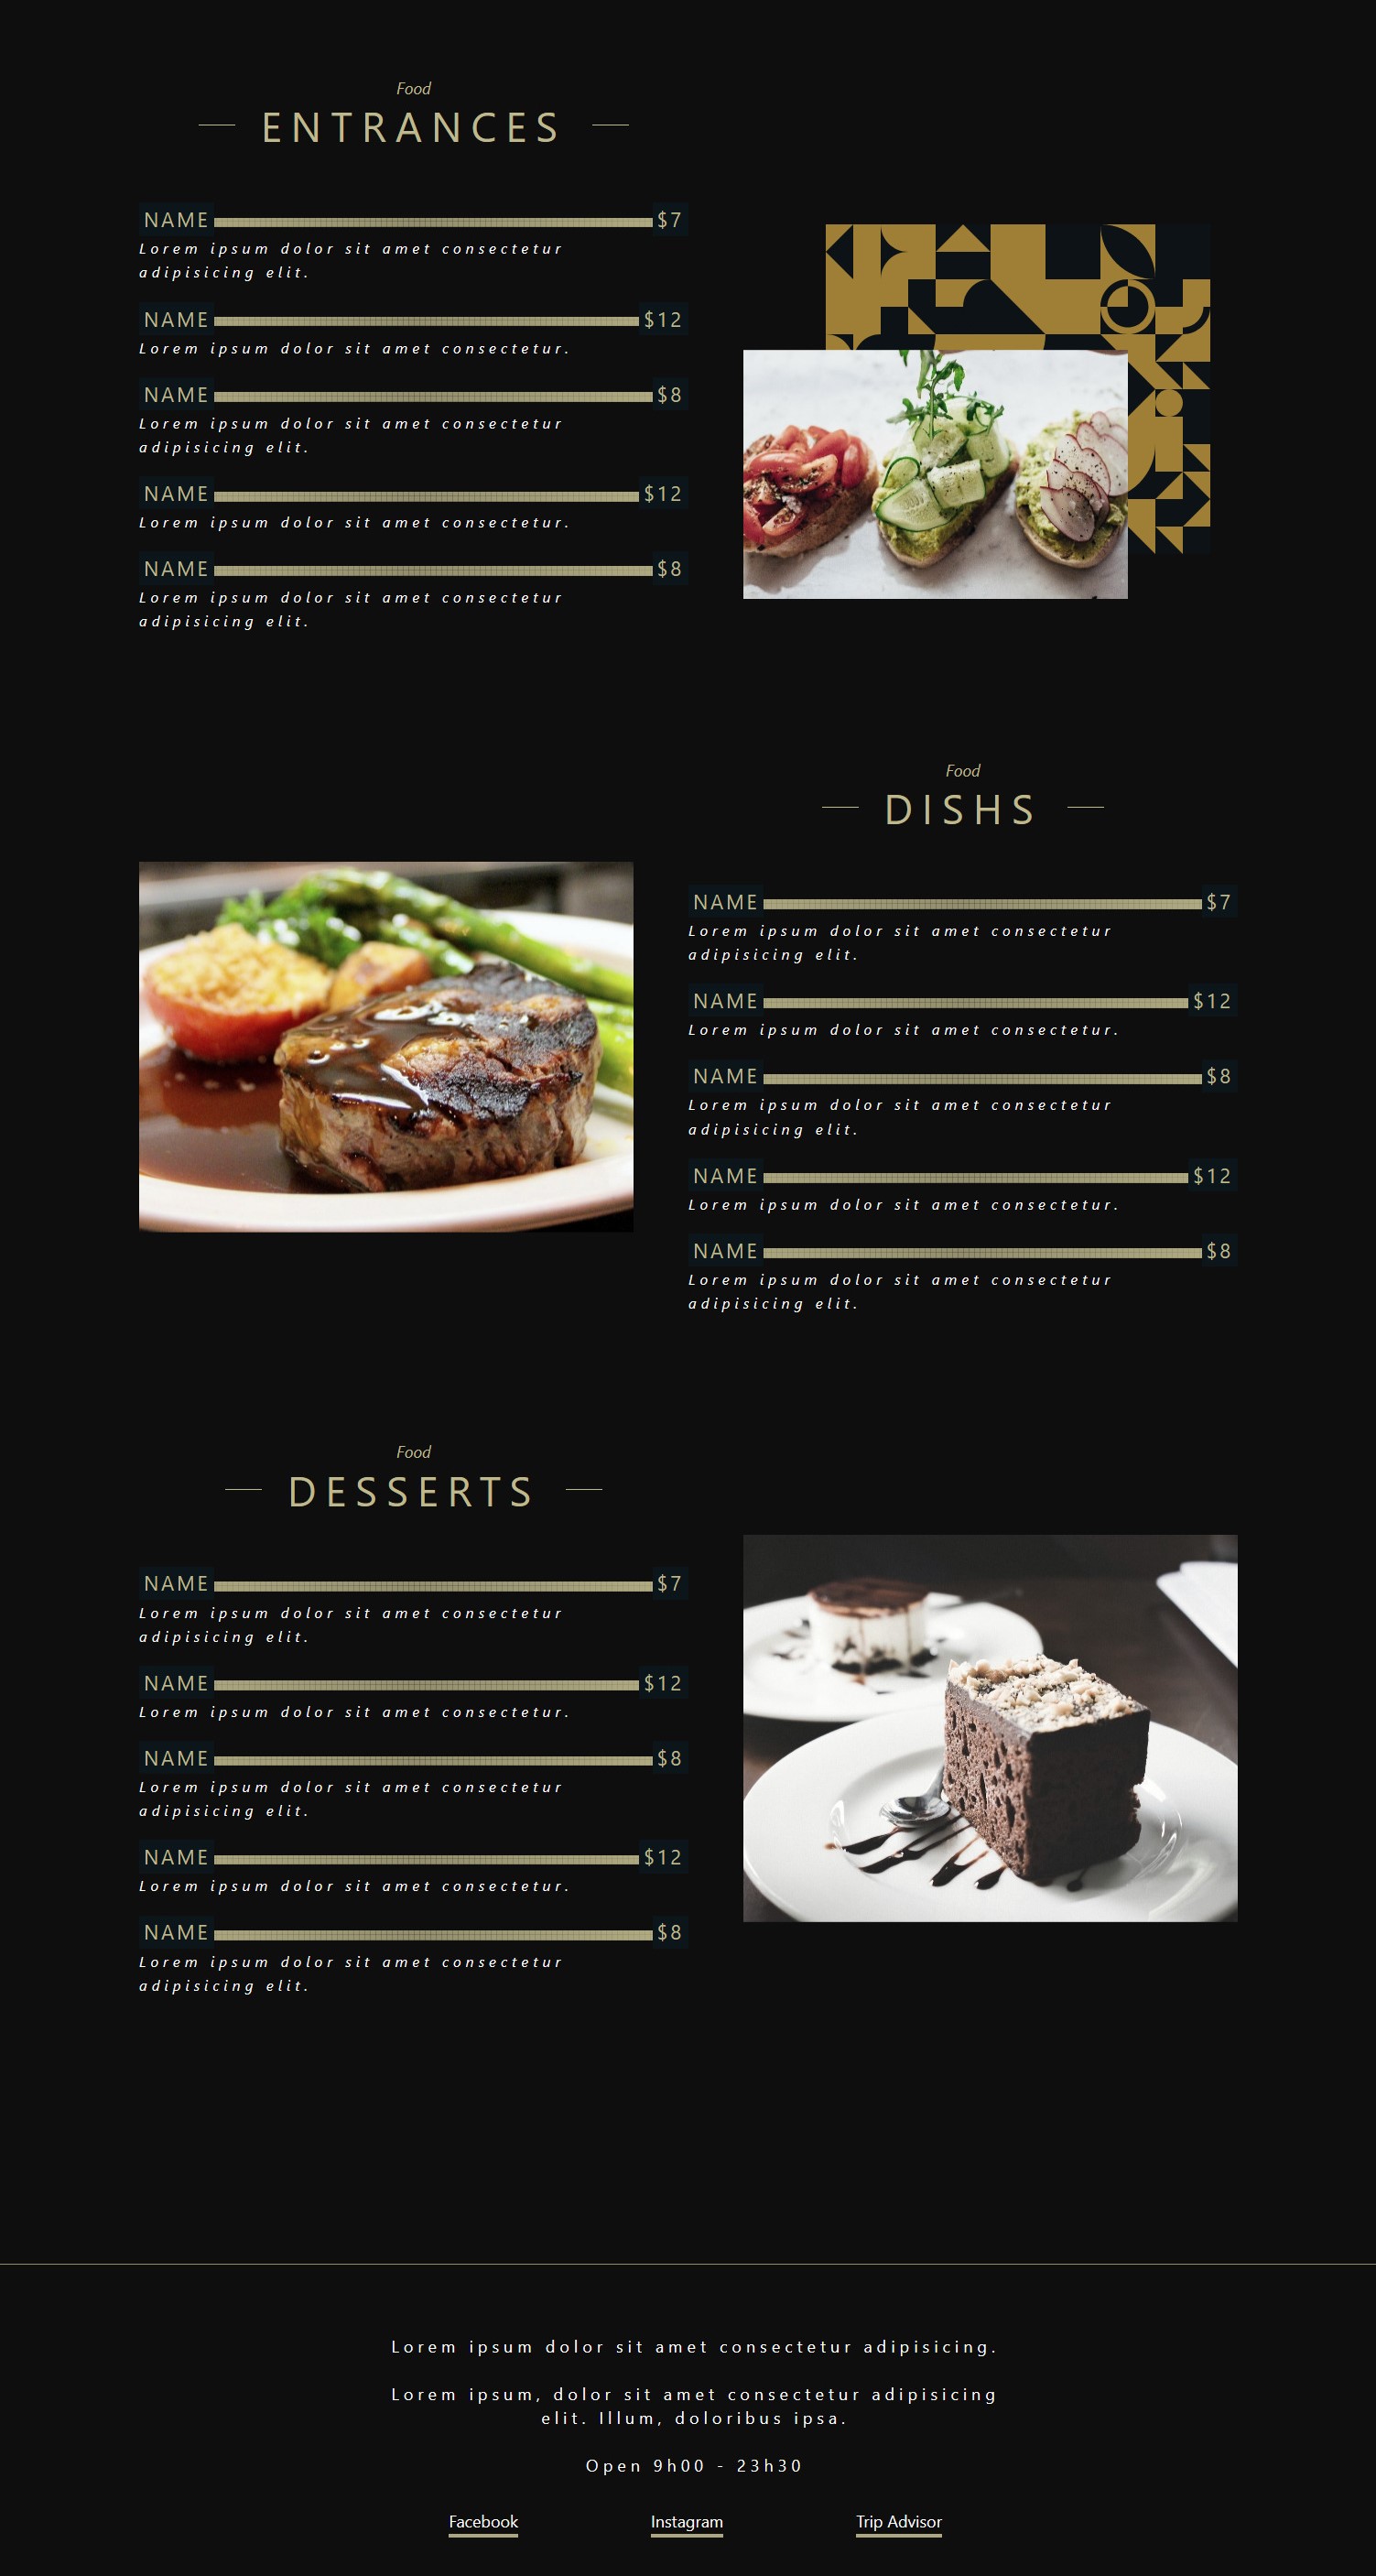 Food
ENTRANCES
NAME $7
Lorem ipsum dolor sit amet consectetur
adipisicing elit.
NAME $12
Lorem ipsum dolor sit amet consectetur.
NAME $8
Lorem ipsum dolor sit amet consectetur
adipisicing elit.
NAME $12
Lorem ipsum dolor sit amet consectetur.
NAME $8
Lorem ipsum dolor sit amet consectetur
adipisicing elit.
Food
DISHS
NAME $7
Lorem ipsum dolor sit amet consectetur
adipisicing elit.
NAME $12
Lorem ipsum dolor sit amet consectetur.
NAME $8
Lorem ipsum dolor sit amet consectetur
adipisicing elit.
NAME $12
Lorem ipsum dolor sit amet consectetur.
NAME $8
Lorem ipsum dolor sit amet consectetur
adipisicing elit.
Food
DESSERTS
NAME $7
Lorem ipsum dolor sit amet consectetur
adipisicing elit.
NAME $12
Lorem ipsum dolor sit amet consectetur.
NAME $8
Lorem ipsum dolor sit amet consectetur
adipisicing elit.
NAME $12
Lorem ipsum dolor sit amet consectetur.
NAME $8
Lorem ipsum dolor sit amet consectetur
adipisicing elit.
Lorem ipsum dolor sit amet consectetur adipisicing.
Lorem ipsum, dolor sit amet consectetur adipisicing
elit. Illum, doloribus ipsa.
Open 9h00 - 23h30
Facebook Instagram Trip Advisor